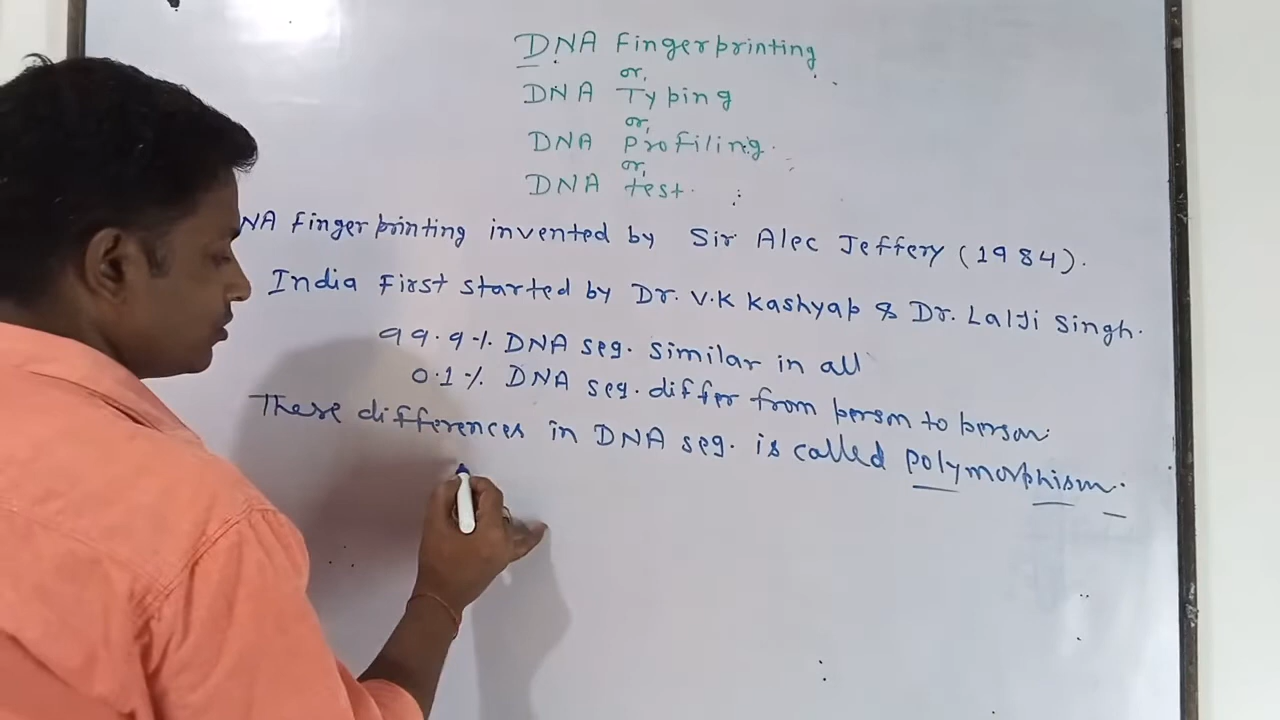 DNA Fingerprinting
or,
DNA Typing
or,
DNA Profiling.
or,
DNA test.
NA Fingerprinting invented by Sir Alec Jeffery (1984).
India First started by Dr. V.K Kashyap & Dr. LalJi Singh.
99.9% DNA seq. similar in all
0.1% DNA seq. differ from person to person.
These differences in DNA seq. is called polymorphism.